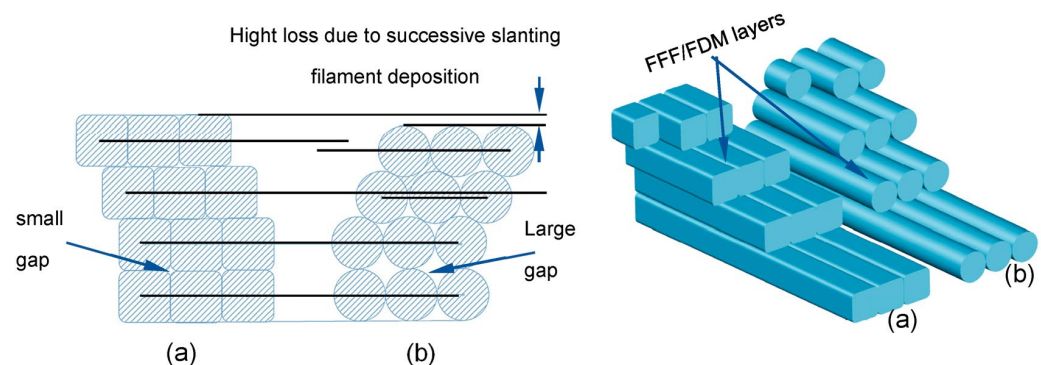 Hight loss due to successive slanting
filament deposition
small
gap
Large
gap
(a)
(b)
FFF/FDM layers
(b)
(a)